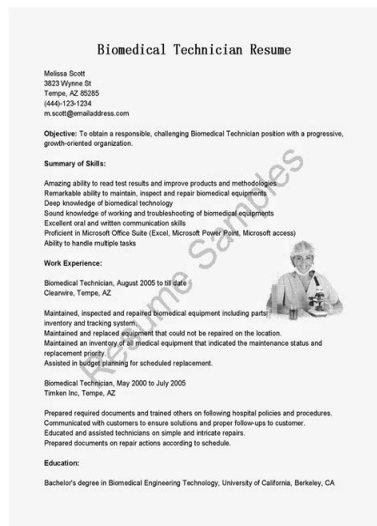 Biomedical Technician Resume
Melissa Scott
3823 Wynne St
Tempe, AZ 85285
(444)-123-1234
m.scott@emailaddress.com
Objective: To obtain a responsible, challenging Biomedical Technician position with a progressive,
growth-oriented organization.
Summary of Skills:
Amazing ability to read test results and improve products and methodologies
Remarkable ability to maintain, inspect and repair biomedical equipments
Deep knowledge of biomedical technology
Sound knowledge of working and troubleshooting of biomedical equipments
Excellent oral and written communication skills
Proficient in Microsoft Office Suite (Excel, Microsoft Power Point, Microsoft access)
Ability to handle multiple tasks
Work Experience:
Biomedical Technician, August 2005 to till date
Clearwire, Tempe, AZ
Maintained, inspected and repaired biomedical equipment including parts
inventory and tracking system.
Maintained and replaced equipment that could not be repaired on the location.
Maintained an inventory of all medical equipment that indicated the maintenance status and
replacement priority.
Assisted in budget planning for scheduled replacement.
Biomedical Technician, May 2000 to July 2005
Timken Inc, Tempe, AZ
Prepared required documents and trained others on following hospital policies and procedures.
Communicated with customers to ensure solutions and proper follow-ups to customer.
Educated and assisted technicians on simple and intricate repairs.
Prepared documents on repair actions according to schedule.
Education:
Bachelor's degree in Biomedical Engineering Technology, University of California, Berkeley, CA
Resume Samples